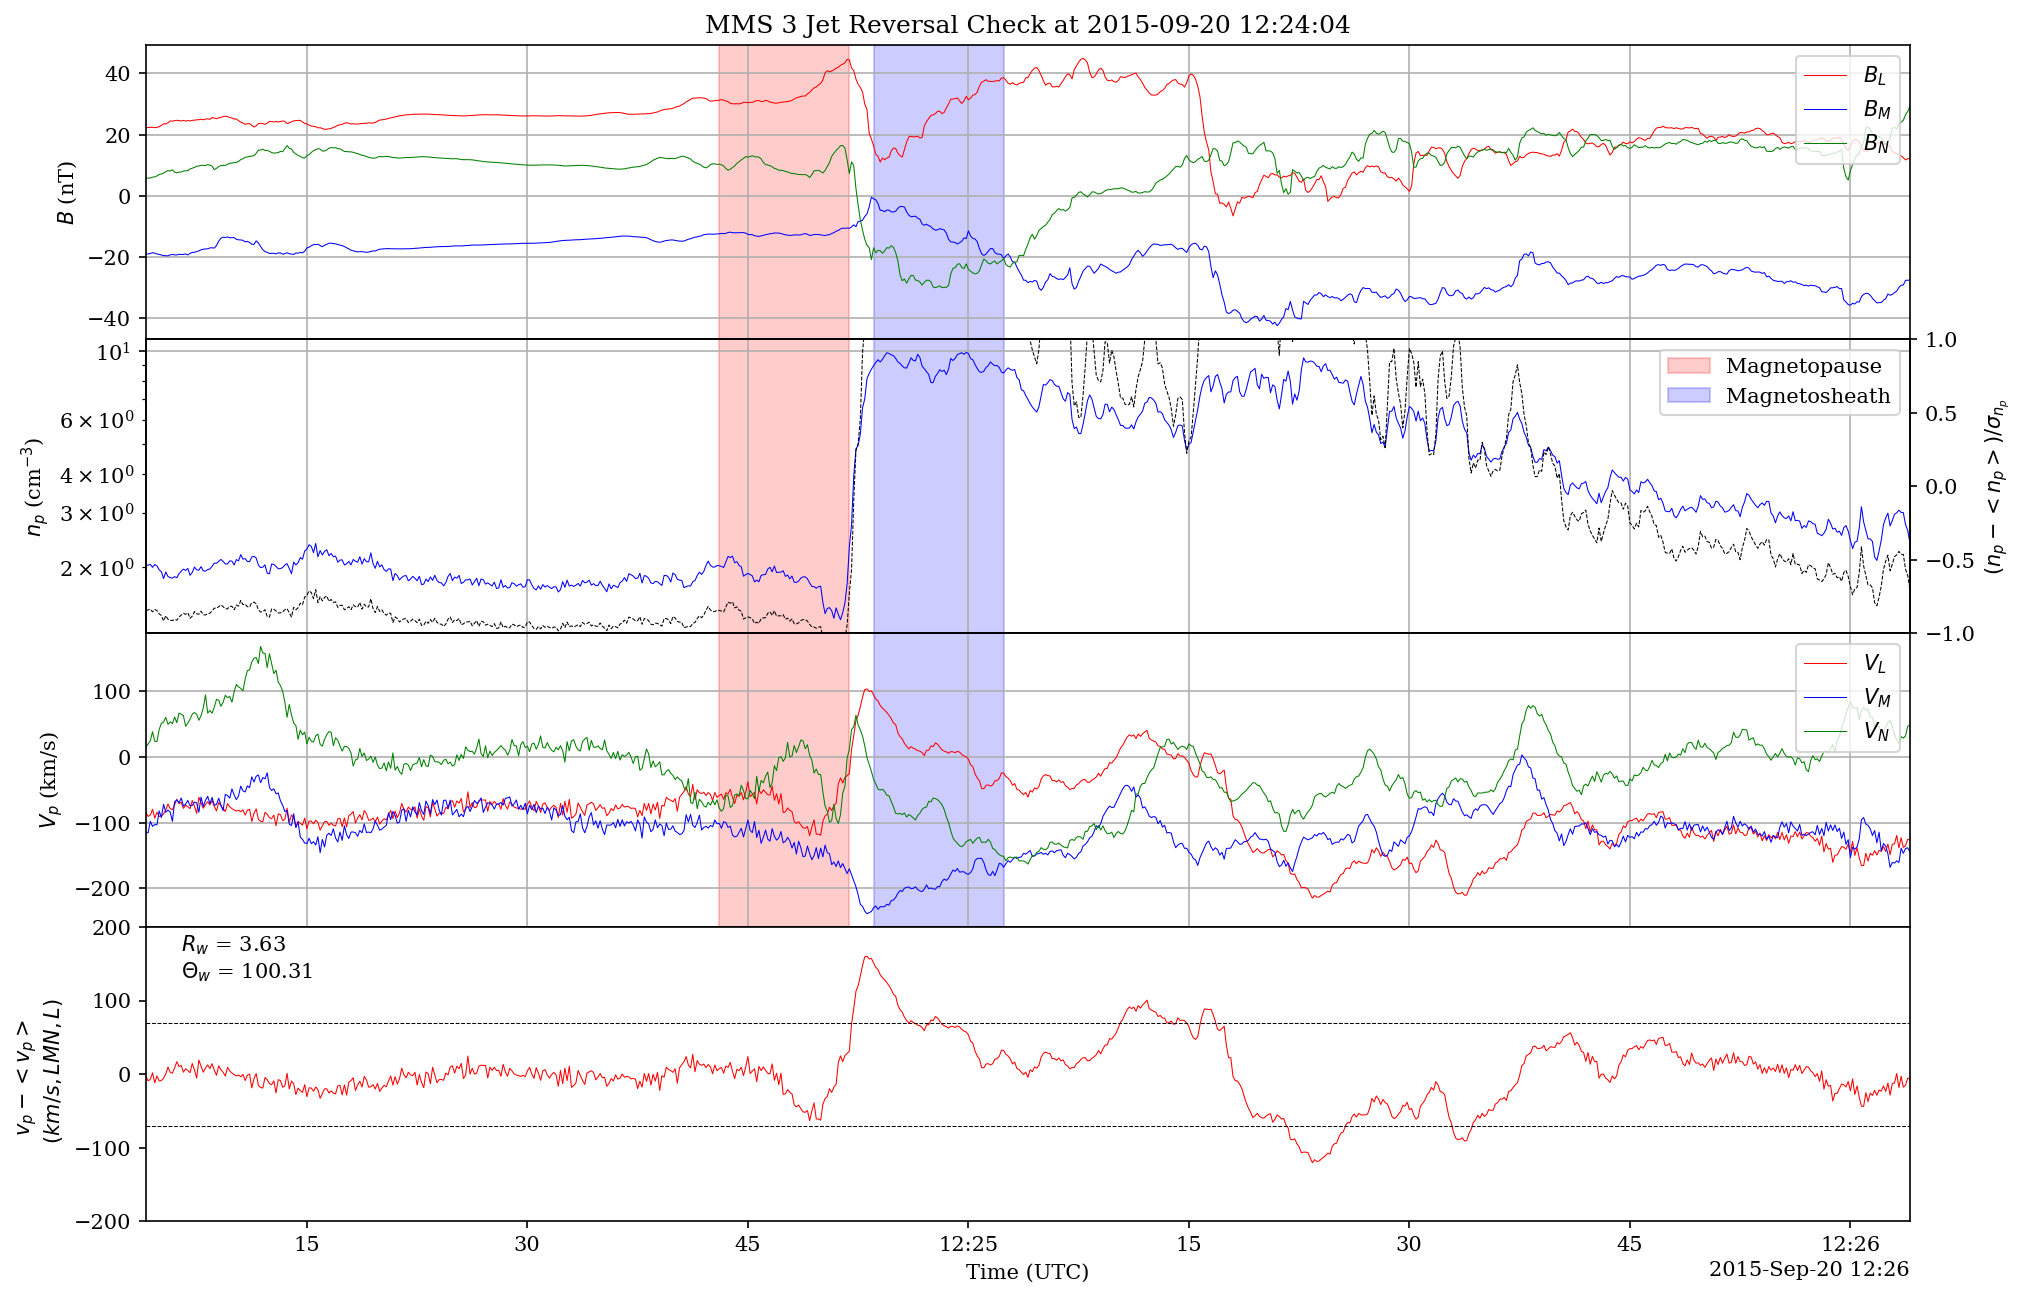 MMS 3 Jet Reversal Check at 2015-09-20 12:24:04
40
20
0
−20
−40
B (nT)
B_L
B_M
B_N
10^1
6 × 10^0
4 × 10^0
3 × 10^0
2 × 10^0
n_p (cm^−3)
Magnetopause
Magnetosheath
1.0
0.5
0.0
−0.5
−1.0
(n_p − < n_p >)/σ_{n_p}
100
0
−100
−200
V_p (km/s)
V_L
V_M
V_N
200
100
0
−100
−200
v_p − < v_p >
(km/s, LMN, L)
R_w = 3.63
Θ_w = 100.31
15
30
45
12:25
15
30
45
12:26
Time (UTC)
2015-Sep-20 12:26